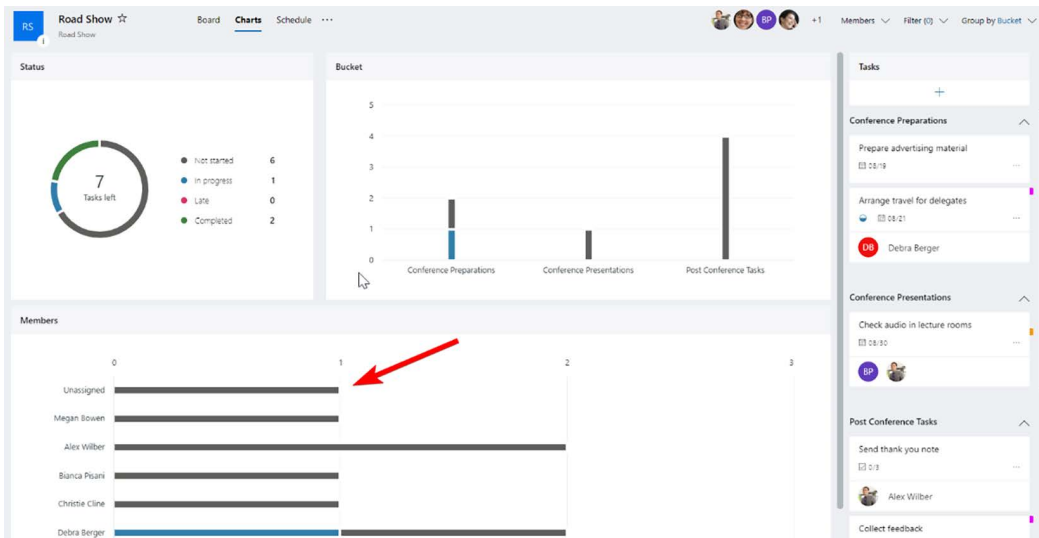 RS
i
Road Show
Road Show
Board Charts Schedule ...
BP
+1
Members
Filter (0)
Group by Bucket
Status
7
Tasks left
Not started 6
In progress 1
Late 0
Completed 2
Bucket
5
4
3
2
1
0
Conference Preparations
Conference Presentations
Post Conference Tasks
Members
0 1 2 3
Unassigned
Megan Bowen
Alex Wilber
Bianca Pisani
Christie Cline
Debra Berger
Tasks
+
Conference Preparations
Prepare advertising material
08/19
...
Arrange travel for delegates
08/21
...
DB Debra Berger
Conference Presentations
Check audio in lecture rooms
08/30
...
BP
Post Conference Tasks
Send thank you note
0/3
...
Alex Wilber
Collect feedback